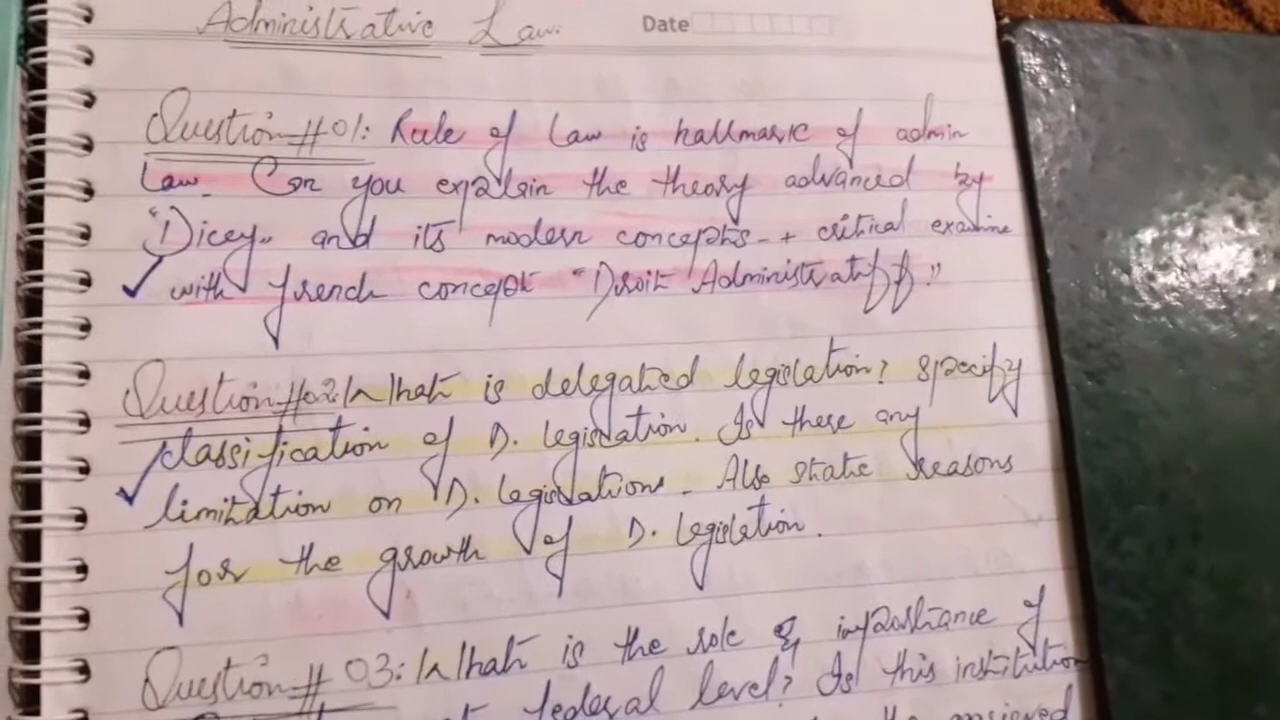 Administrative Law.
Date
Question #01: Rule of Law is hallmark of admin
Law. Can you explain the theory advanced by
"Dicey" and its modern concepts - + critical examine
with french concept "Droit Administratiff."
Question #02: What is delegated legislation? Specify
classification of D. legislation. Is there any
limitation on D. Legislations. Also state reasons
for the growth of D. Legislation.
Question # 03: What is the role & importance of
federal level? Is this institution
the